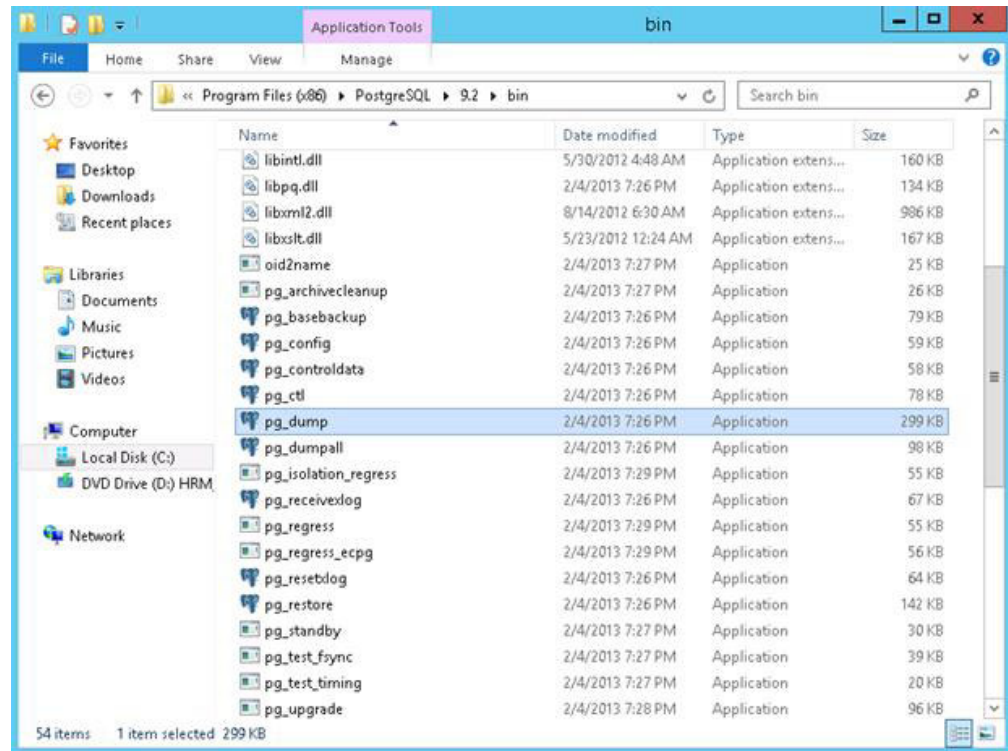 Application Tools
bin
File Home Share View Manage
« Program Files (x86) ▸ PostgreSQL ▸ 9.2 ▸ bin
Search bin
Favorites
Desktop
Downloads
Recent places
Libraries
Documents
Music
Pictures
Videos
Computer
Local Disk (C:)
DVD Drive (D:) HRM_
Network
Name Date modified Type Size
libintl.dll 5/30/2012 4:48 AM Application extens... 160 KB
libpq.dll 2/4/2013 7:26 PM Application extens... 134 KB
libxml2.dll 8/14/2012 6:30 AM Application extens... 986 KB
libxslt.dll 5/23/2012 12:24 AM Application extens... 167 KB
oid2name 2/4/2013 7:27 PM Application 25 KB
pg_archivecleanup 2/4/2013 7:27 PM Application 26 KB
pg_basebackup 2/4/2013 7:26 PM Application 79 KB
pg_config 2/4/2013 7:26 PM Application 59 KB
pg_controldata 2/4/2013 7:26 PM Application 58 KB
pg_ctl 2/4/2013 7:26 PM Application 78 KB
pg_dump 2/4/2013 7:26 PM Application 299 KB
pg_dumpall 2/4/2013 7:26 PM Application 98 KB
pg_isolation_regress 2/4/2013 7:29 PM Application 55 KB
pg_receivexlog 2/4/2013 7:26 PM Application 67 KB
pg_regress 2/4/2013 7:29 PM Application 55 KB
pg_regress_ecpg 2/4/2013 7:29 PM Application 56 KB
pg_resetxlog 2/4/2013 7:26 PM Application 64 KB
pg_restore 2/4/2013 7:26 PM Application 142 KB
pg_standby 2/4/2013 7:27 PM Application 30 KB
pg_test_fsync 2/4/2013 7:27 PM Application 39 KB
pg_test_timing 2/4/2013 7:27 PM Application 20 KB
pg_upgrade 2/4/2013 7:28 PM Application 96 KB
54 items 1 item selected 299 KB